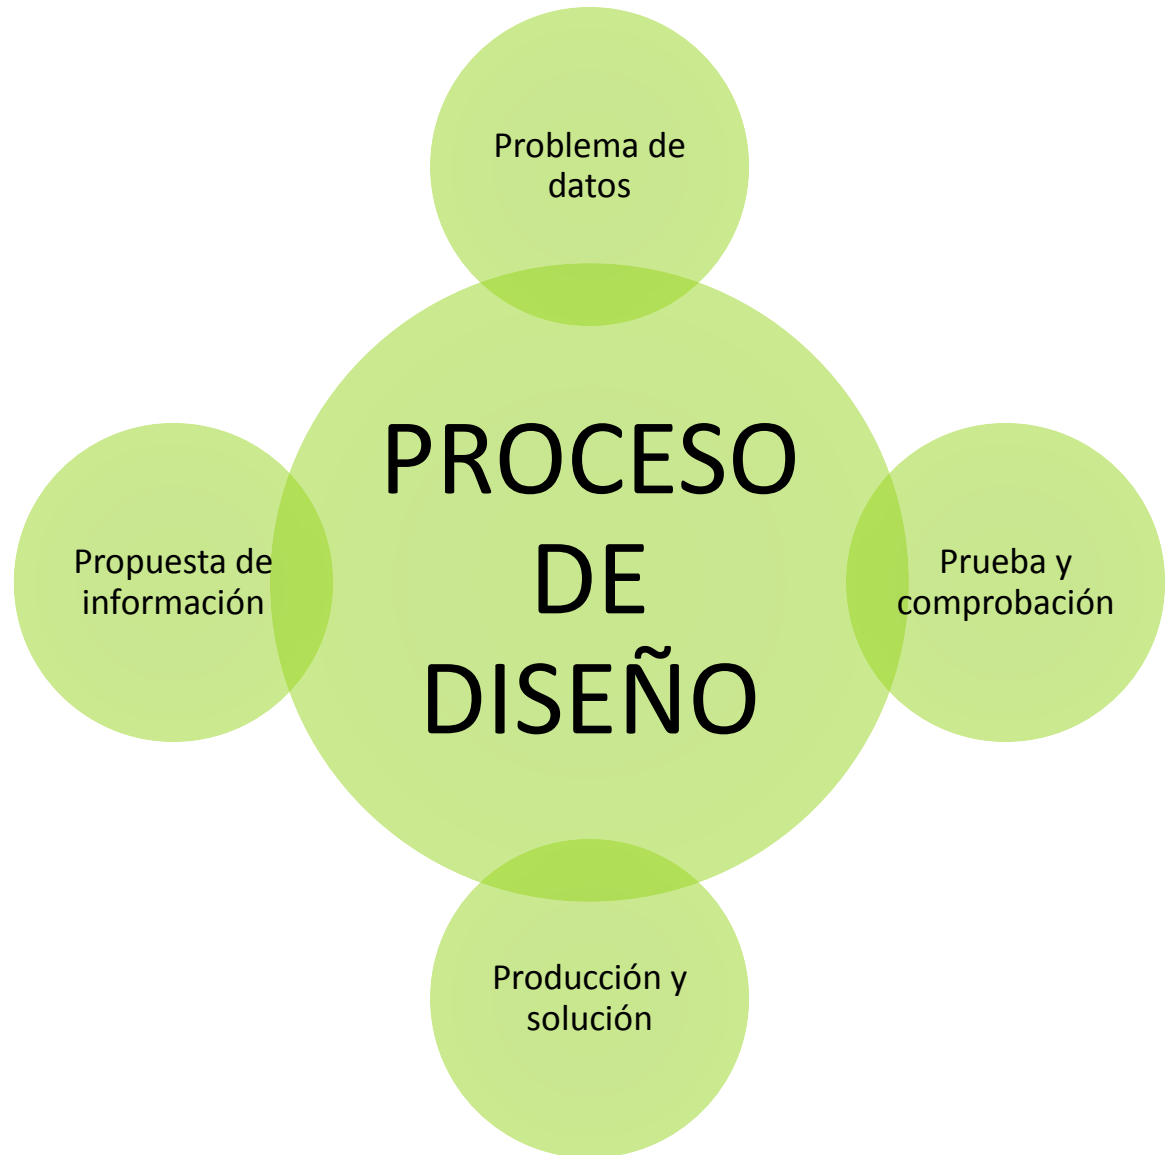 Problema de
datos
PROCESO
DE
DISEÑO
Propuesta de
información
Prueba y
comprobación
Producción y
solución